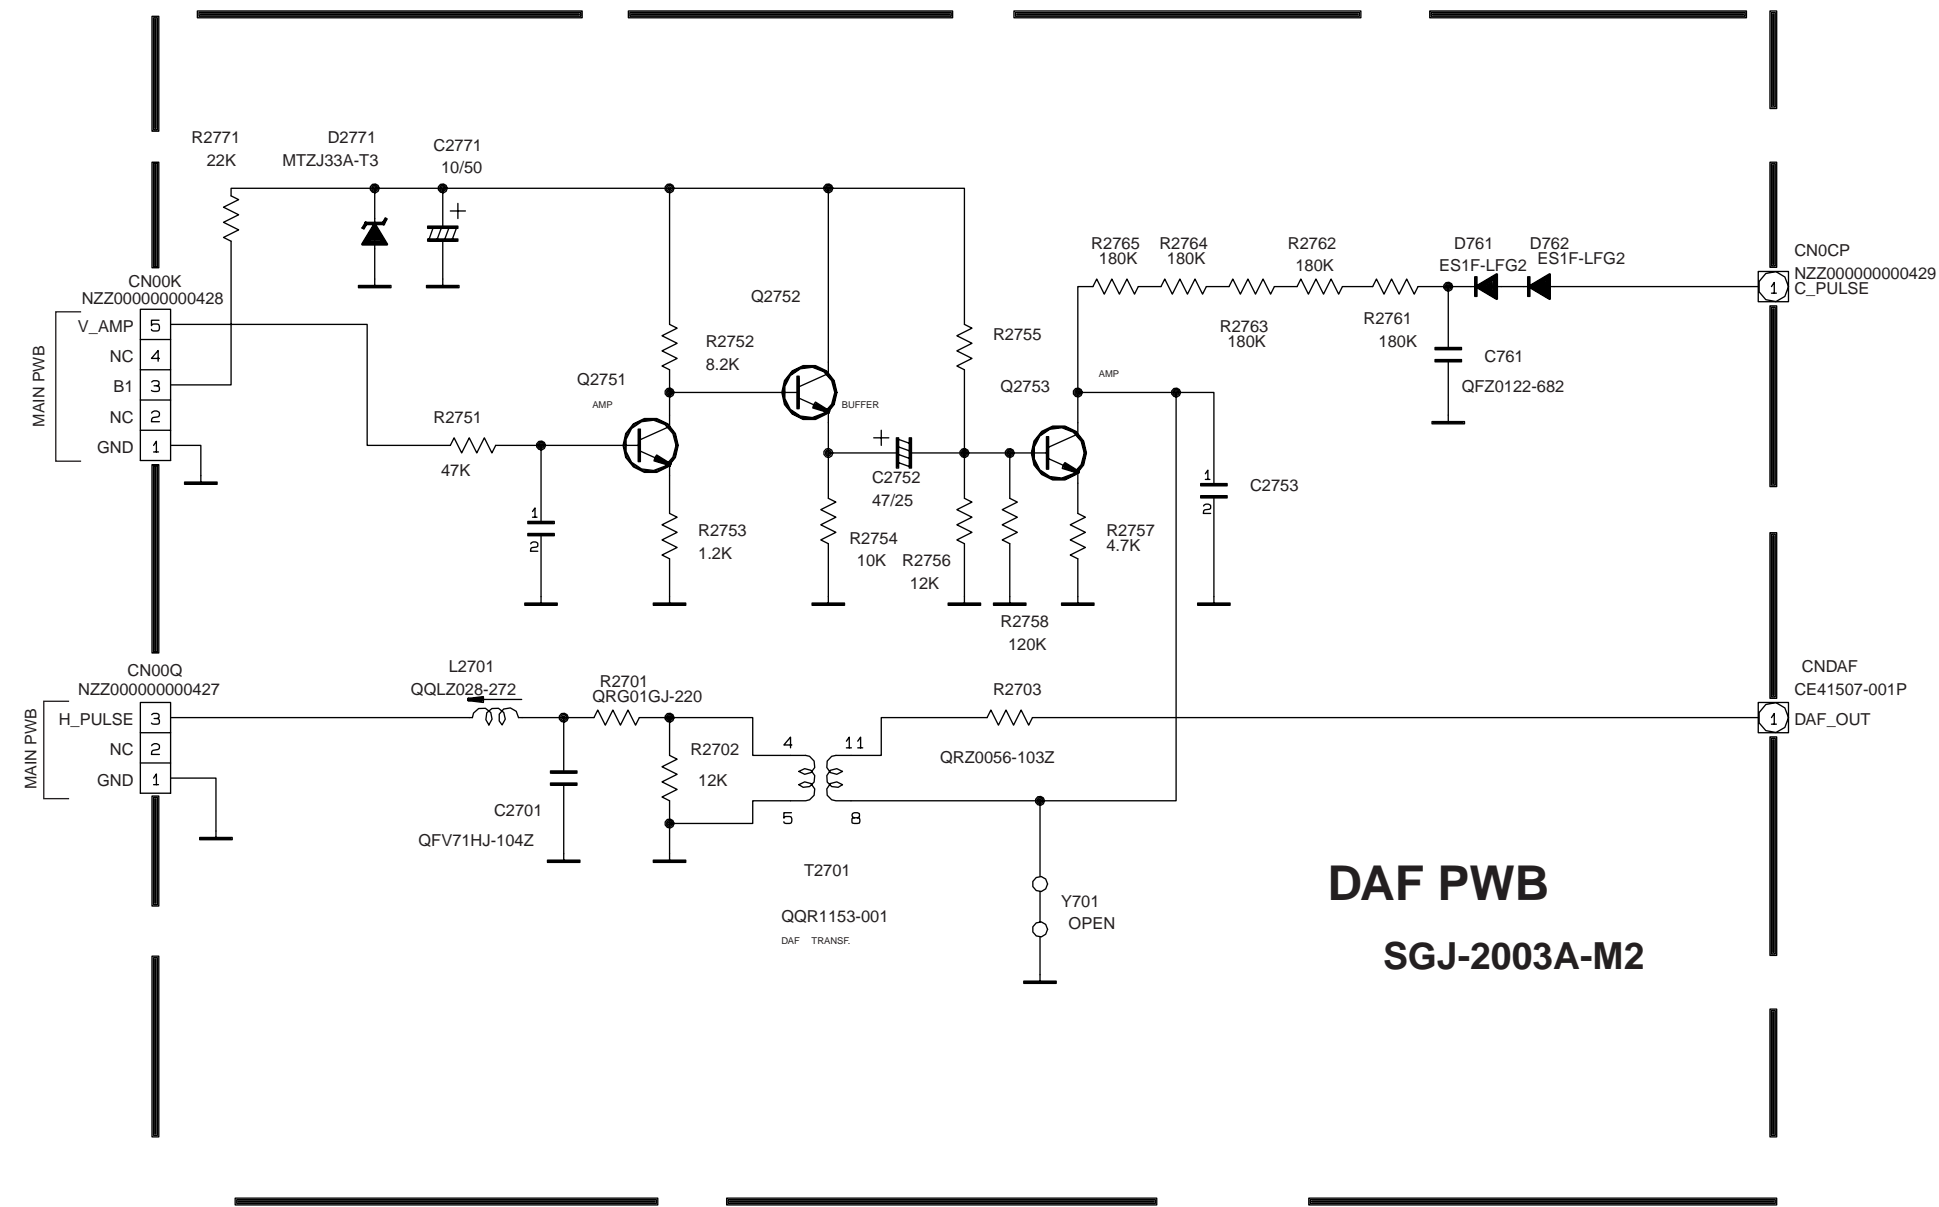 R2771
22K
D2771
MTZJ33A-T3
C2771
10/50
+
CN00K
NZZ000000000428
MAIN PWB
V_AMP 5
NC 4
B1 3
NC 2
GND 1
R2751
47K
1
2
Q2751
AMP
R2752
8.2K
R2753
1.2K
Q2752
BUFFER
+
C2752
47/25
R2754
10K
R2755
R2756
12K
R2758
120K
Q2753
AMP
R2757
4.7K
1
2
C2753
R2765
180K
R2764
180K
R2763
180K
R2762
180K
R2761
180K
D761
ES1F-LFG2
D762
ES1F-LFG2
C761
QFZ0122-682
CN0CP
NZZ000000000429
1 C_PULSE
CN00Q
NZZ000000000427
MAIN PWB
H_PULSE 3
NC 2
GND 1
L2701
QQLZ028-272
R2701
QRG01GJ-220
R2702
12K
C2701
QFV71HJ-104Z
4
11
5
8
T2701
QQR1153-001
DAF TRANSF.
R2703
QRZ0056-103Z
Y701
OPEN
CNDAF
CE41507-001P
1 DAF_OUT
DAF PWB
SGJ-2003A-M2